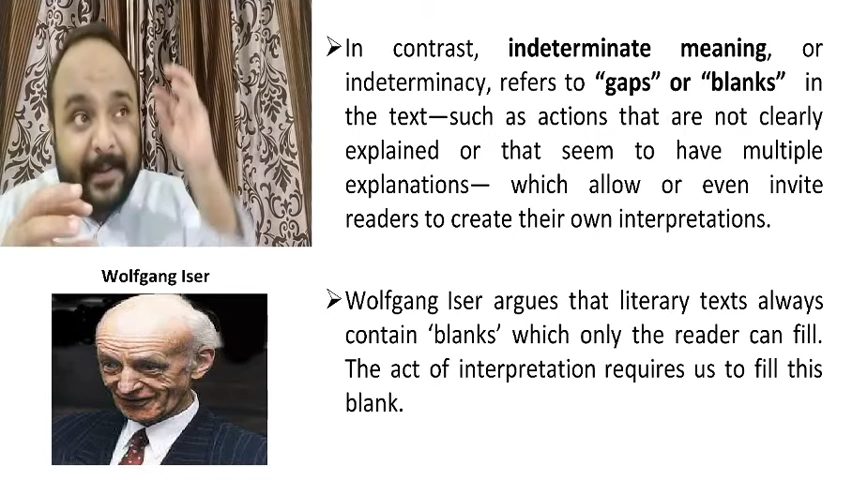 ➢In contrast, indeterminate meaning, or
indeterminacy, refers to “gaps” or “blanks” in
the text—such as actions that are not clearly
explained or that seem to have multiple
explanations— which allow or even invite
readers to create their own interpretations.
Wolfgang Iser
➢Wolfgang Iser argues that literary texts always
contain ‘blanks’ which only the reader can fill.
The act of interpretation requires us to fill this
blank.